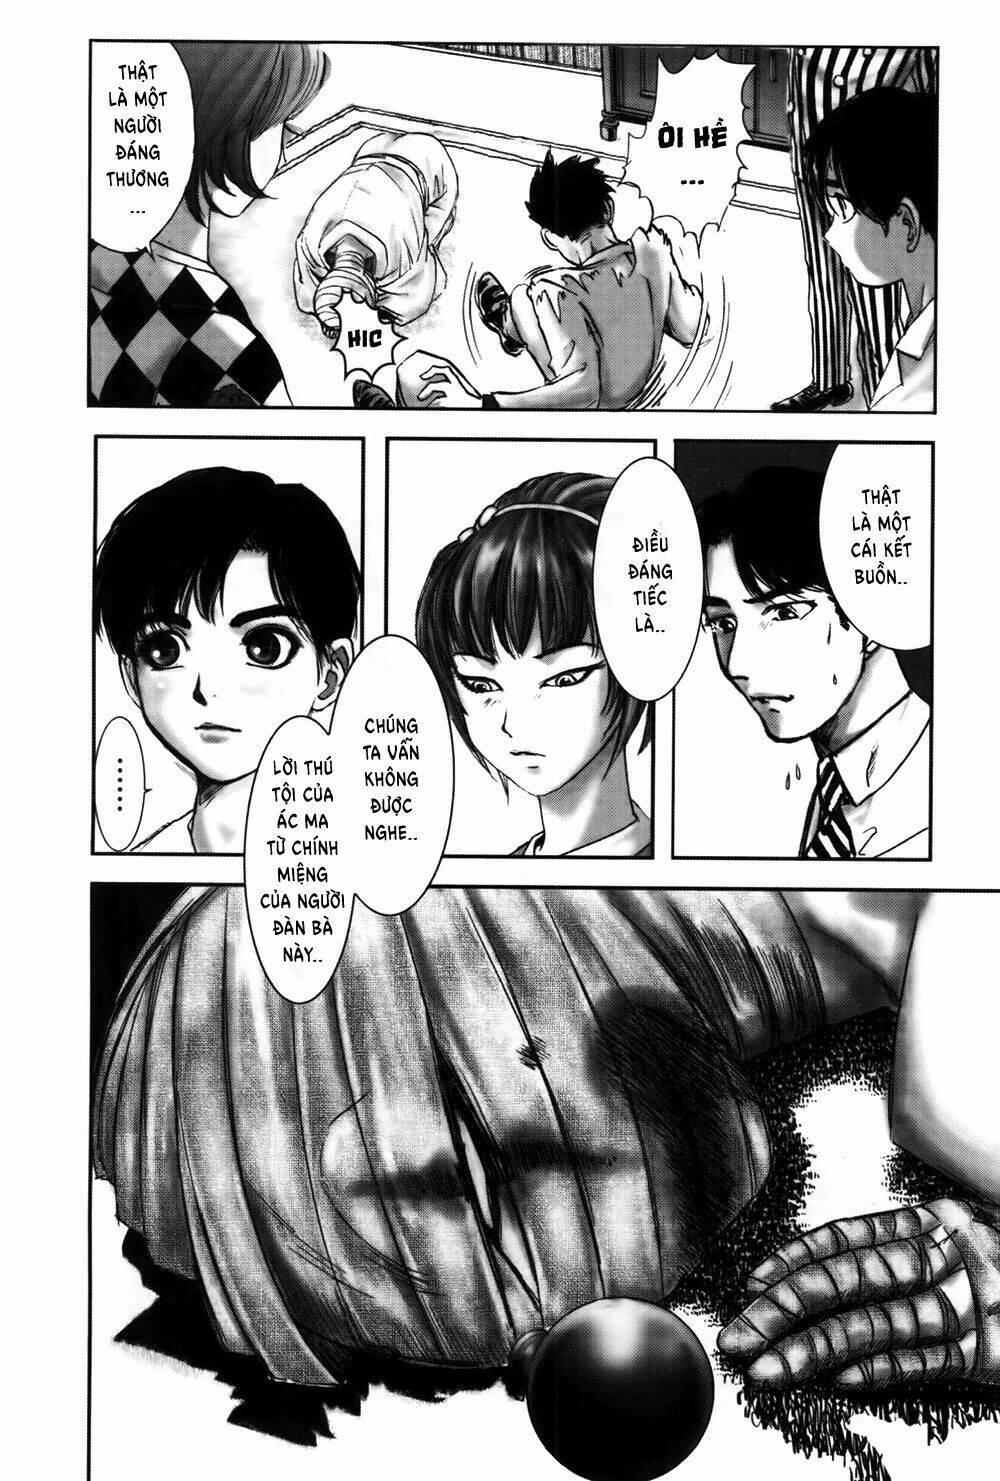 THẬT
LÀ MỘT
NGƯỜI
ĐÁNG
THƯƠNG
...
ÔI HỀ
...
HIC
THẬT
LÀ MỘT
CÁI KẾT
BUỒN..
ĐIỀU
ĐÁNG
TIẾC
LÀ..
CHÚNG
TA VẪN
KHÔNG
ĐƯỢC
NGHE..
LỜI THÚ
TỘI CỦA
ÁC MA
TỪ CHÍNH
MIỆNG
CỦA NGƯỜI
ĐÀN BÀ
NÀY..
......